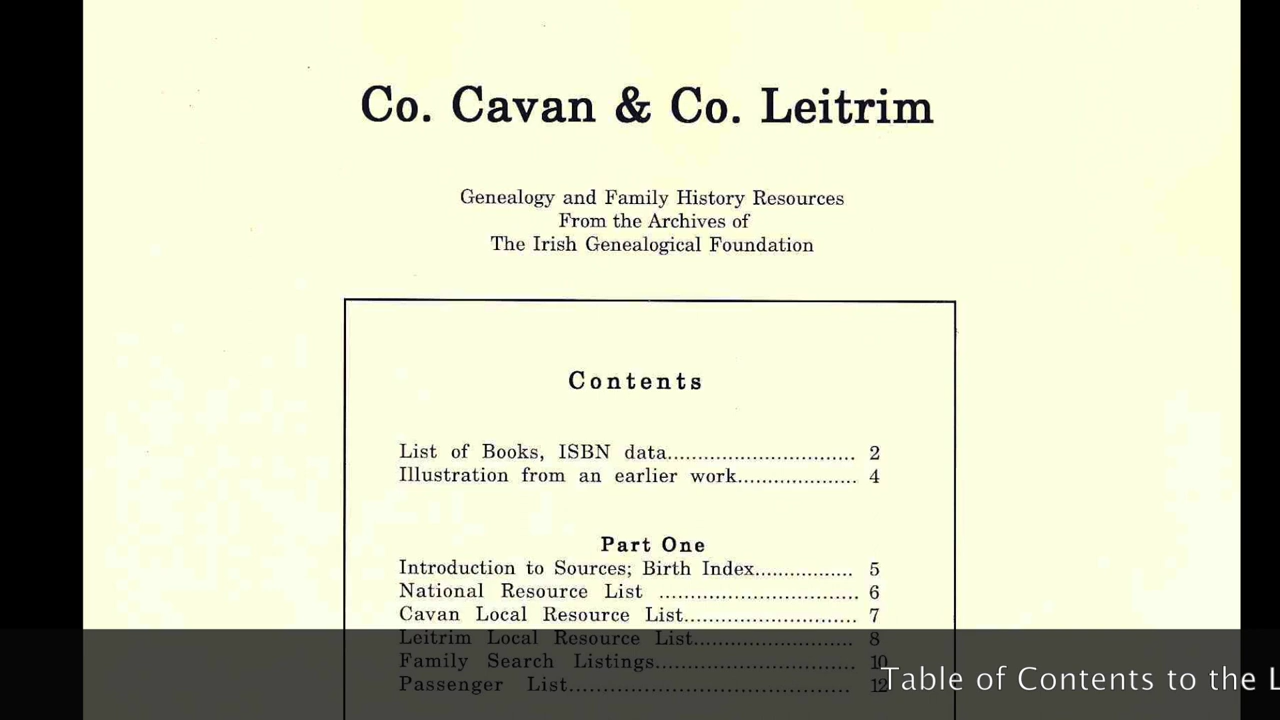 Co. Cavan & Co. Leitrim
Genealogy and Family History Resources
From the Archives of
The Irish Genealogical Foundation
Contents
List of Books, ISBN data............................... 2
Illustration from an earlier work.................... 4
Part One
Introduction to Sources; Birth Index................. 5
National Resource List ................................. 6
Cavan Local Resource List............................. 7
Leitrim Local Resource List........................... 8
Family Search Listings................................. 10
Passenger List............................................... 12
Table of Contents to the